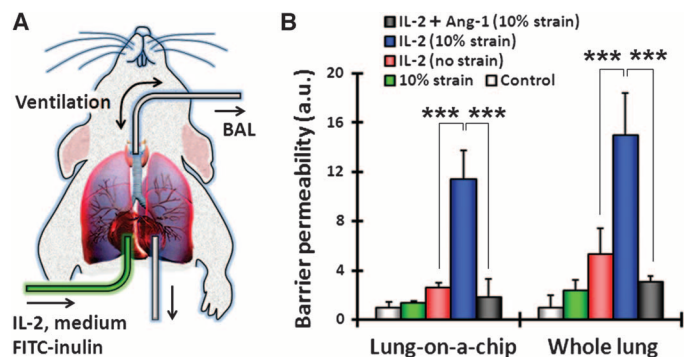 A
Ventilation
BAL
IL-2, medium
FITC-inulin
B
IL-2 + Ang-1 (10% strain)
IL-2 (10% strain)
IL-2 (no strain)
10% strain
Control
Barrier permeability (a.u.)
20
16
12
8
4
0
*** ***
*** ***
Lung-on-a-chip
Whole lung